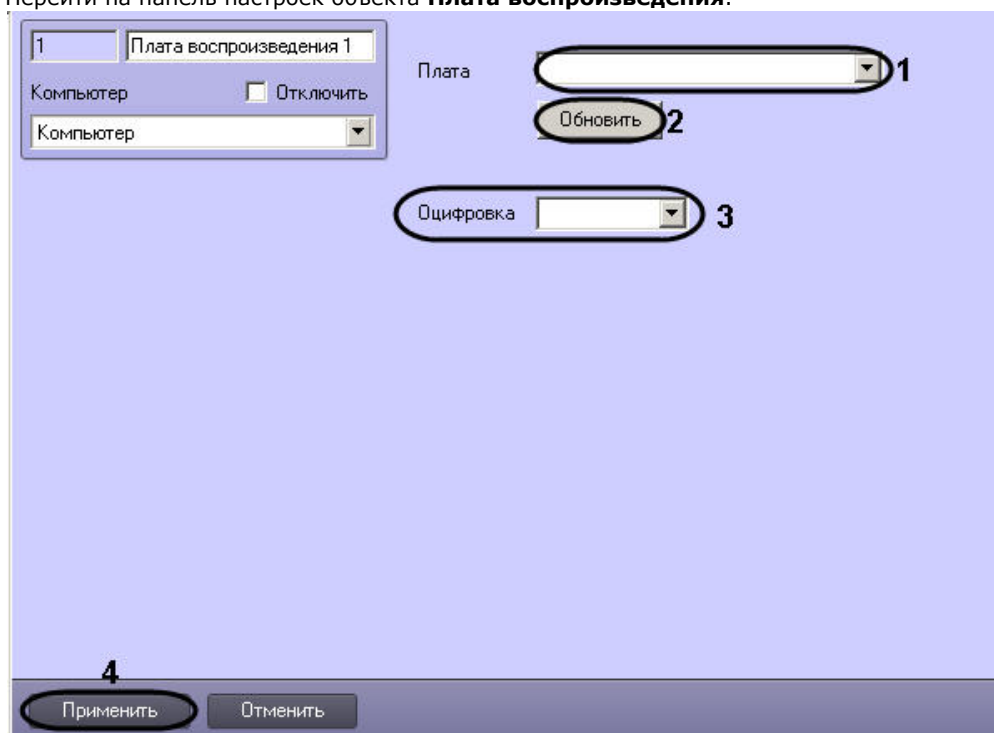 Перейти на панель настроек объекта Плата воспроизведения.
1 Плата воспроизведения 1
Компьютер Отключить
Компьютер
Плата 1
Обновить 2
Оцифровка 3
4
Применить Отменить